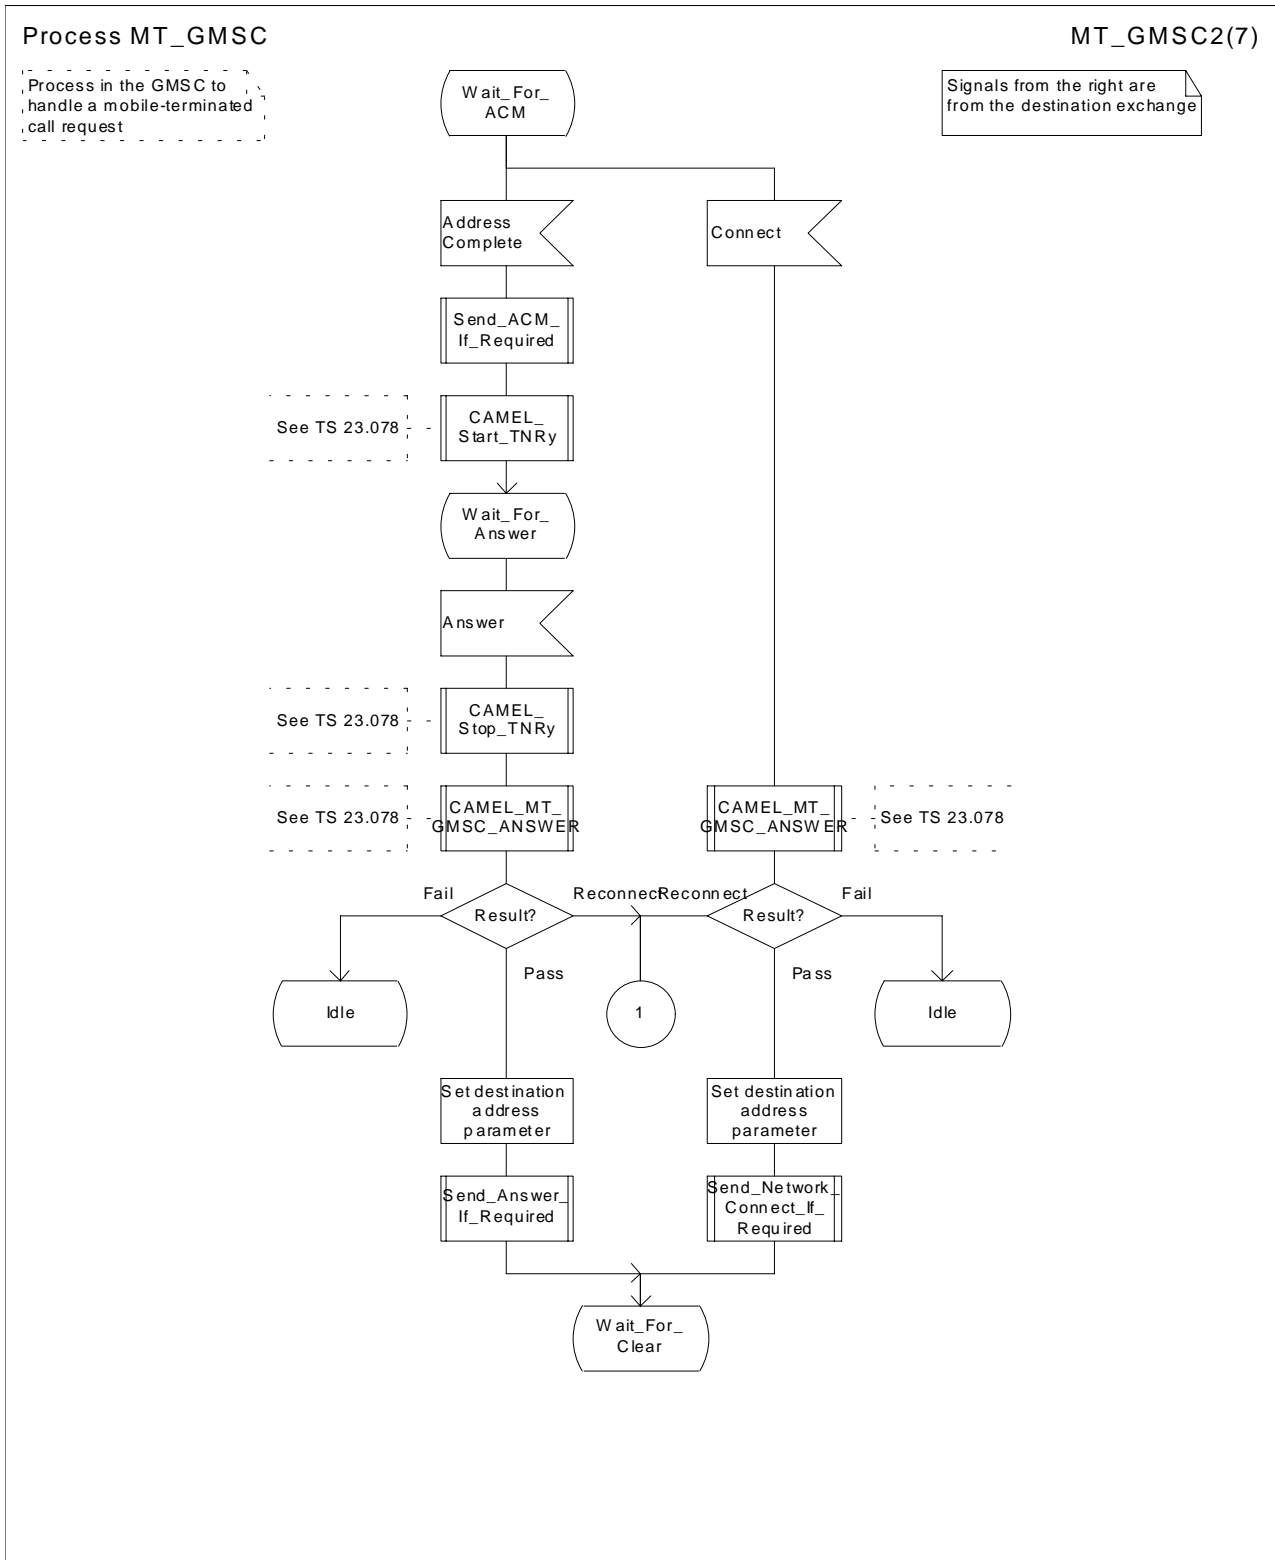 Process MT_GMSC
MT_GMSC2(7)
Process in the GMSC to
handle a mobile-terminated
call request
Signals from the right are
from the destination exchange
Wait_For_
ACM
Address
Complete
Connect
Send_ACM_
If_Required
See TS 23.078
CAMEL_
Start_TNRy
Wait_For_
Answer
Answer
See TS 23.078
CAMEL_
Stop_TNRy
See TS 23.078
CAMEL_MT_
GMSC_ANSWER
CAMEL_MT_
GMSC_ANSWER
See TS 23.078
Fail
Reconnect
Reconnect
Fail
Result?
Result?
Pass
Pass
Idle
1
Idle
Set destination
address
parameter
Set destination
address
parameter
Send_Answer_
If_Required
Send_Network_
Connect_If_
Required
Wait_For_
Clear